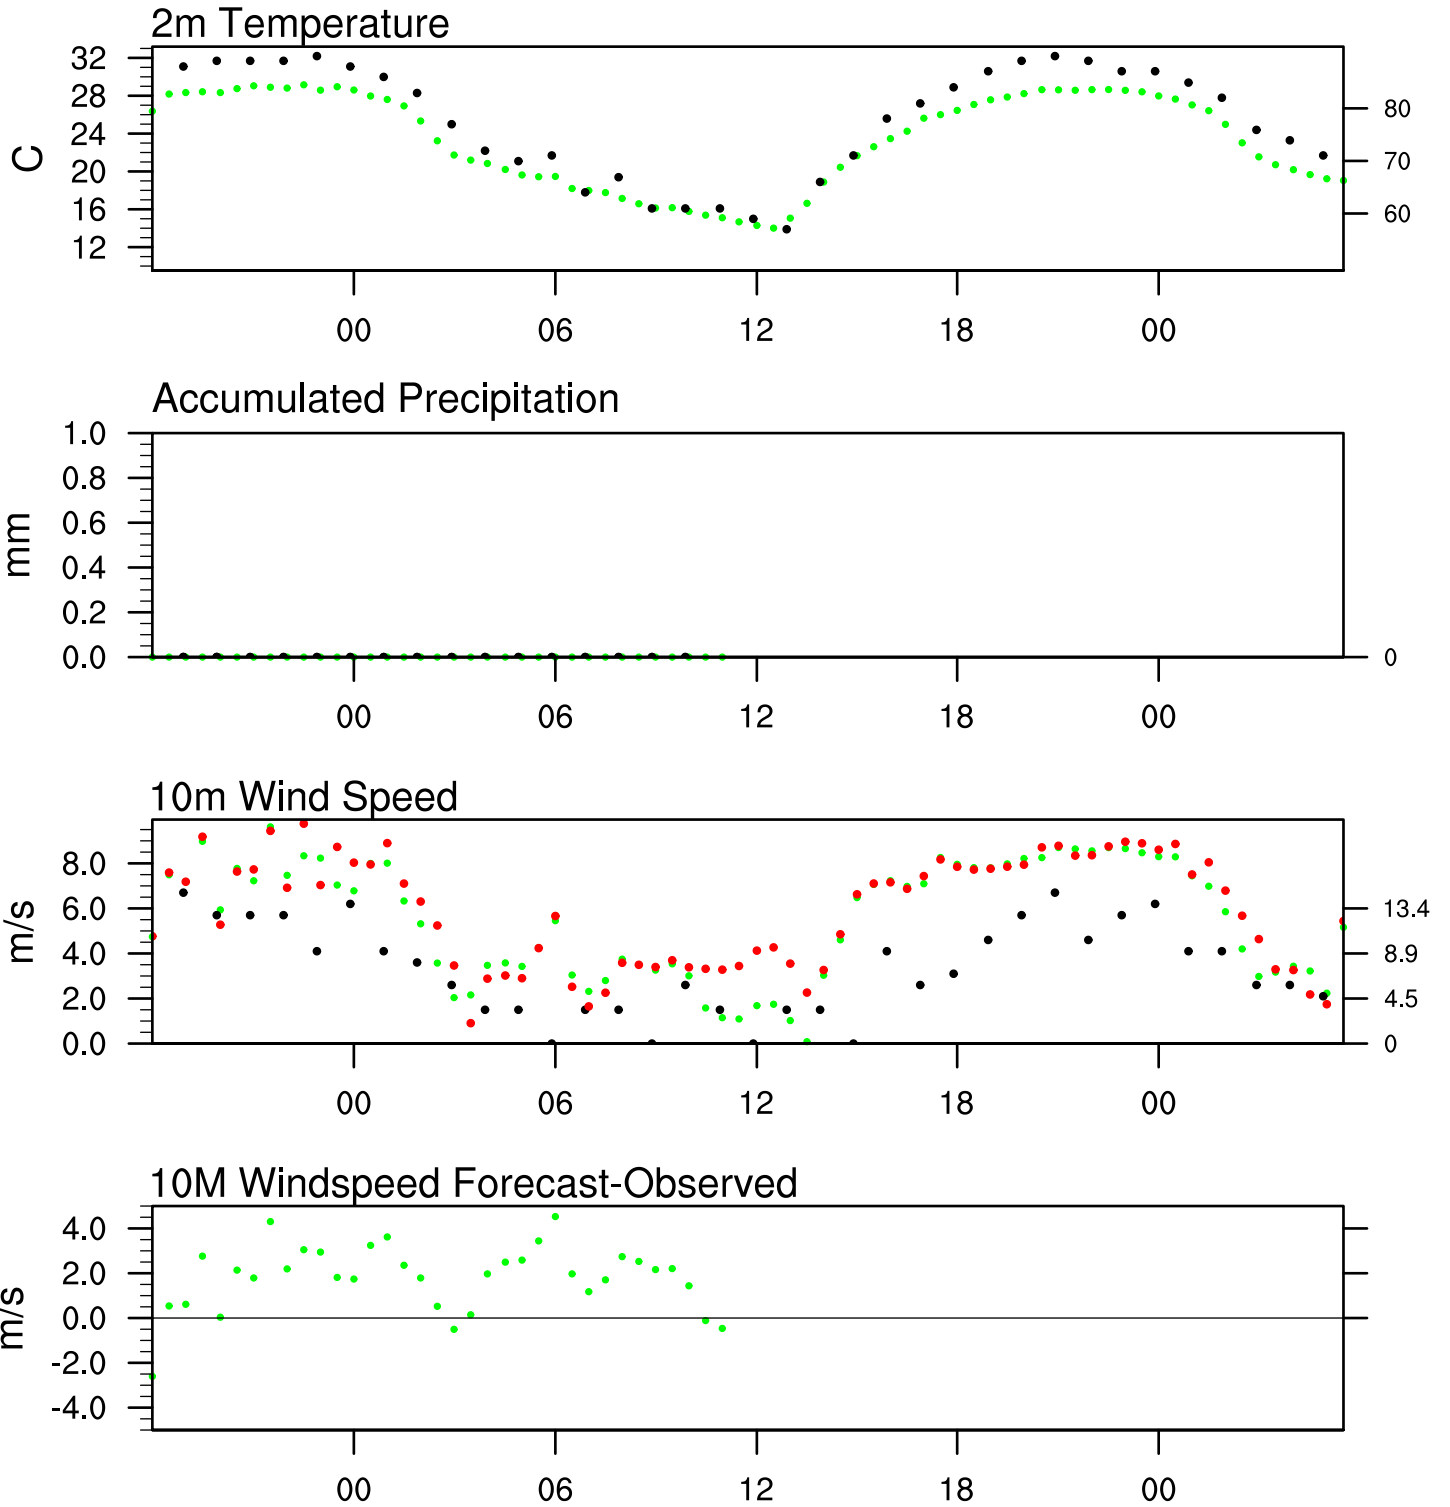 2m Temperature
32
28
24
20
16
12
C
80
70
60
00 06 12 18 00
Accumulated Precipitation
1.0
0.8
0.6
0.4
0.2
0.0
mm
0
00 06 12 18 00
10m Wind Speed
8.0
6.0
4.0
2.0
0.0
m/s
13.4
8.9
4.5
0
00 06 12 18 00
10M Windspeed Forecast-Observed
4.0
2.0
0.0
-2.0
-4.0
m/s
00 06 12 18 00